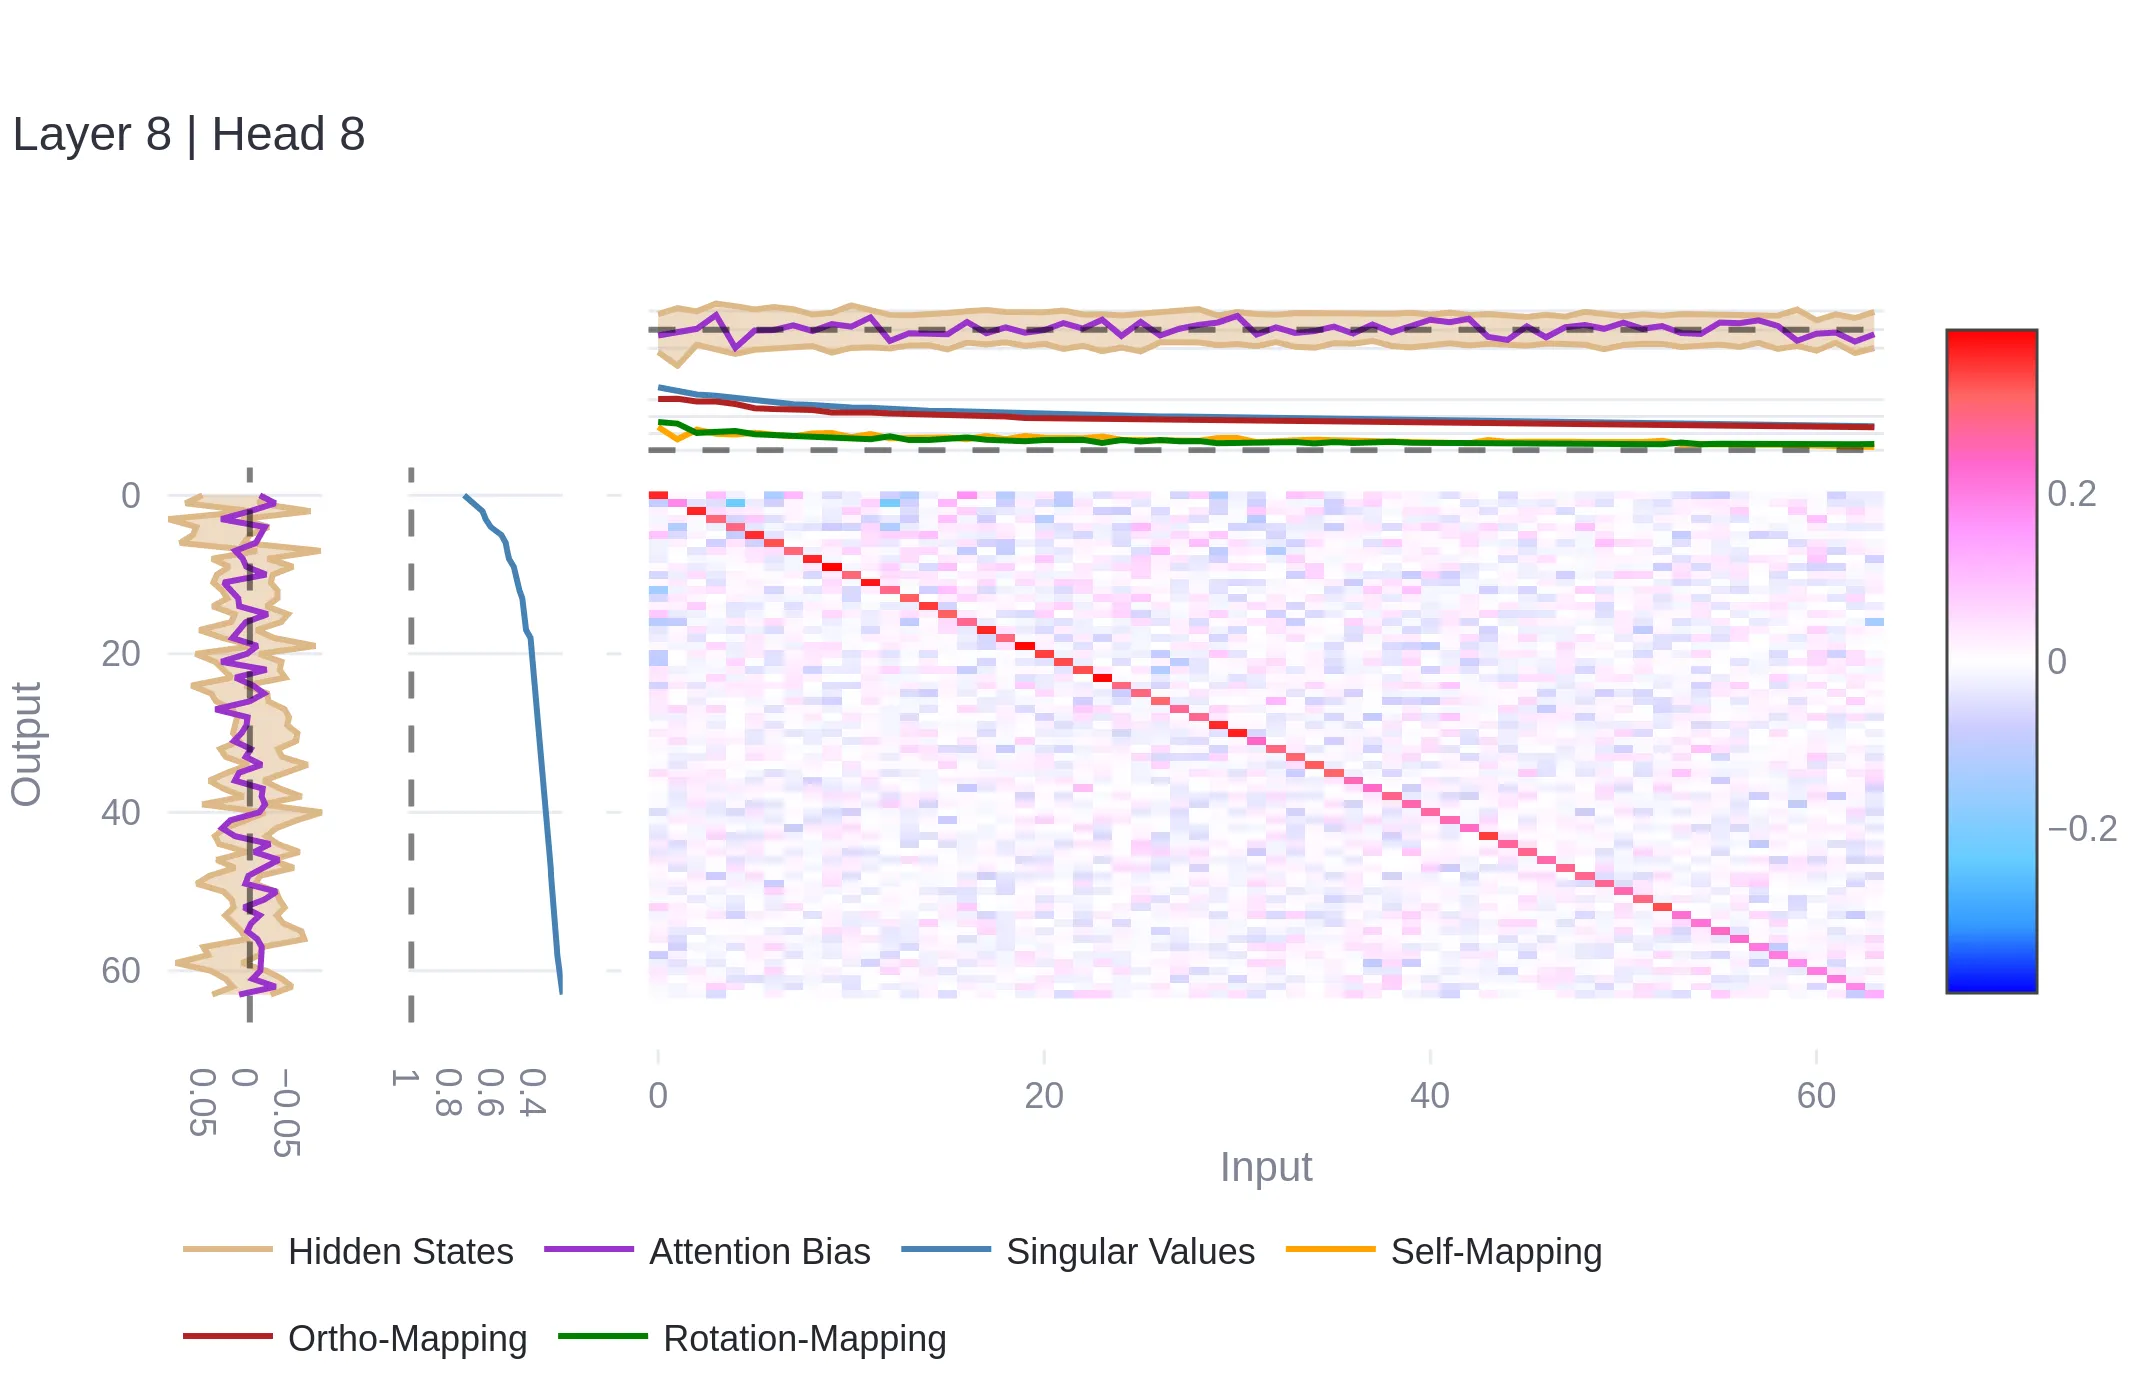 Layer 8 | Head 8
0
20
40
60
Output
0.05
0
−0.05
1
0.8
0.6
0.4
0
20
40
60
Input
0.2
0
−0.2
Hidden States
Attention Bias
Singular Values
Self-Mapping
Ortho-Mapping
Rotation-Mapping